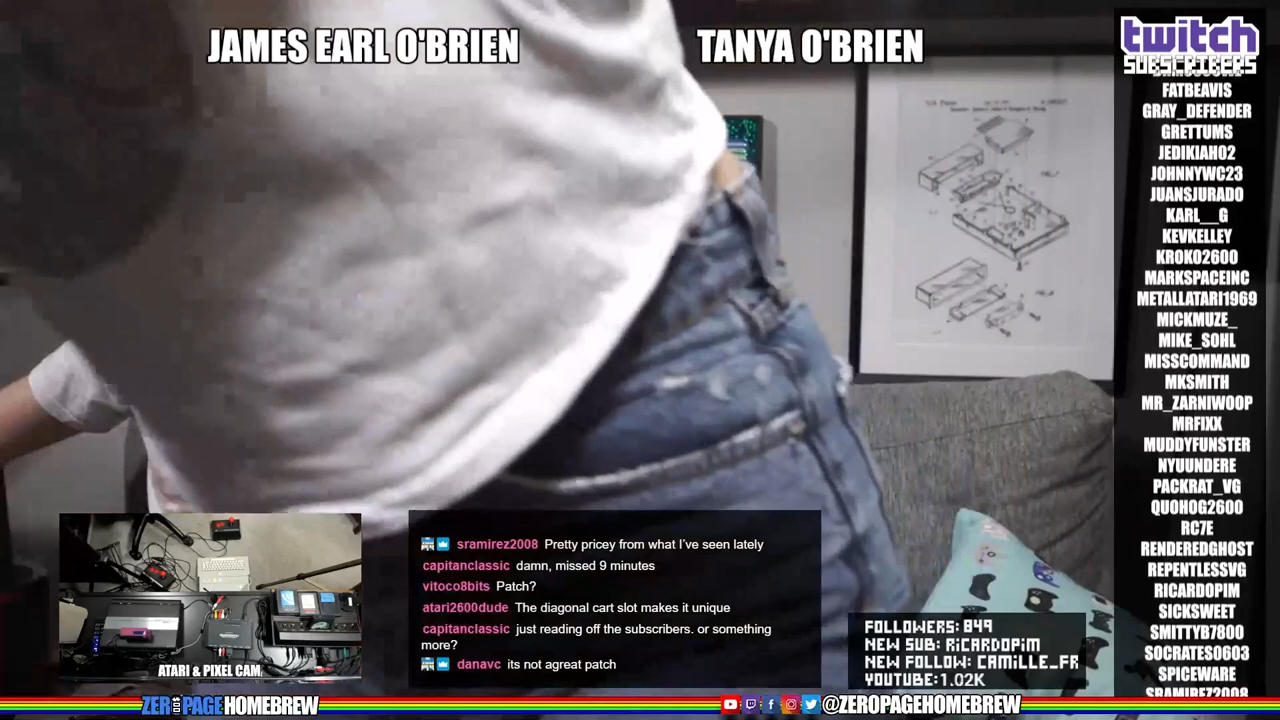 JAMES EARL O'BRIEN
TANYA O'BRIEN
twitch
SUBSCRIBERS
FATBEAVIS
GRAY_DEFENDER
GRETTUMS
JEDIKIAH02
JOHNNYWC23
JUANSJURADO
KARL__G
KEVKELLEY
KROKO2600
MARKSPACEINC
METALLATARI1969
MICKMUZE_
MIKE_SOHL
MISSCOMMAND
MKSMITH
MR_ZARNIWOOP
MRFIXX
MUDDYFUNSTER
NYUUNDERE
PACKRAT_VG
QUOHOG2600
RC7E
RENDEREDGHOST
REPENTLESSVG
RICARDOPIM
SICKSWEET
SMITTYB7800
SOCRATES0603
SPICEWARE
SRAMIREZ2008
ATARI & PIXEL CAM
sramirez2008 Pretty pricey from what I've seen lately
capitanclassic damn, missed 9 minutes
vitoco8bits Patch?
atari2600dude The diagonal cart slot makes it unique
capitanclassic just reading off the subscribers. or something
more?
danavc its not agreat patch
FOLLOWERS: 849
NEW SUB: RICARDOPIM
NEW FOLLOW: CAMILLE_FR
YOUTUBE:1.02K
ZEROPAGEHOMEBREW
@ZEROPAGEHOMEBREW